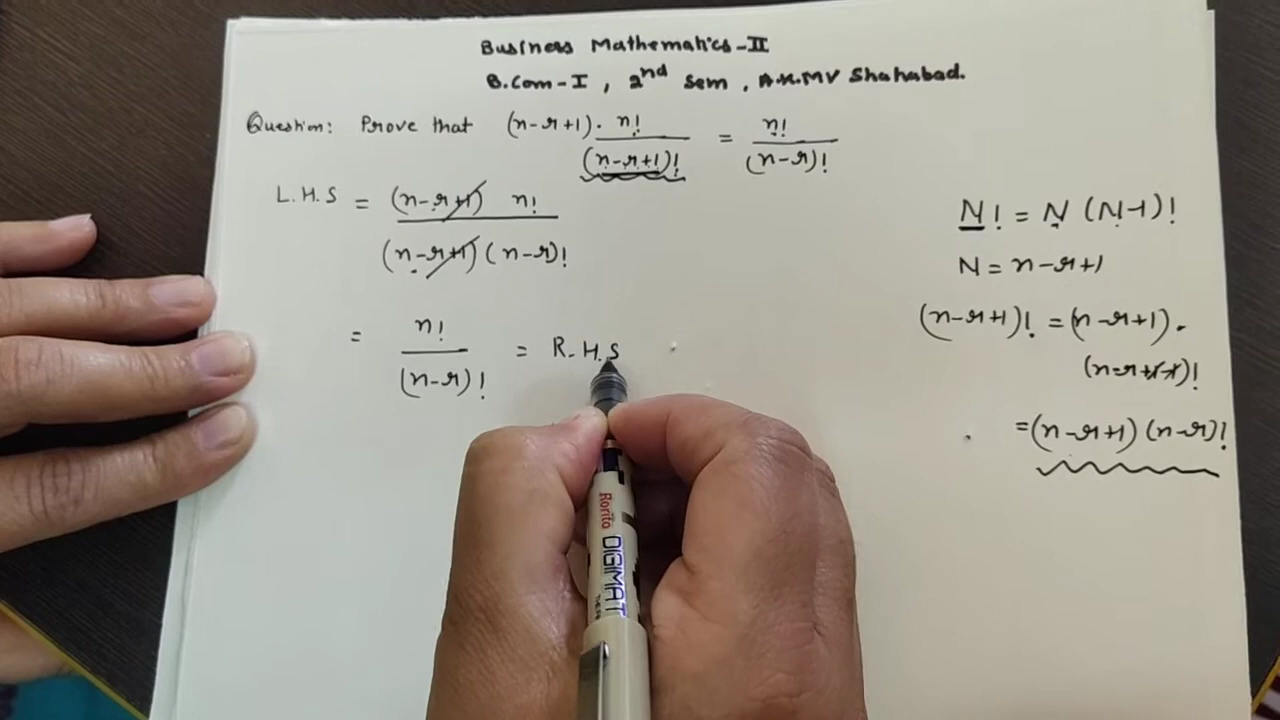 Business Mathematics-II
B.Com-I, 2nd Sem, A.K.MV Shahabad.
Question: Prove that (n-r+1). n!/(n-r+1)! = n!/(n-r)!
L.H.S = (n-r+1) n!/(n-r+1)(n-r)!
= n!/(n-r)! = R.H.S
N! = N (N-1)!
N = n-r+1
(n-r+1)! = (n-r+1).
(n-r+1-1)!
=(n-r+1) (n-r)!
Rorito DIGIMAT